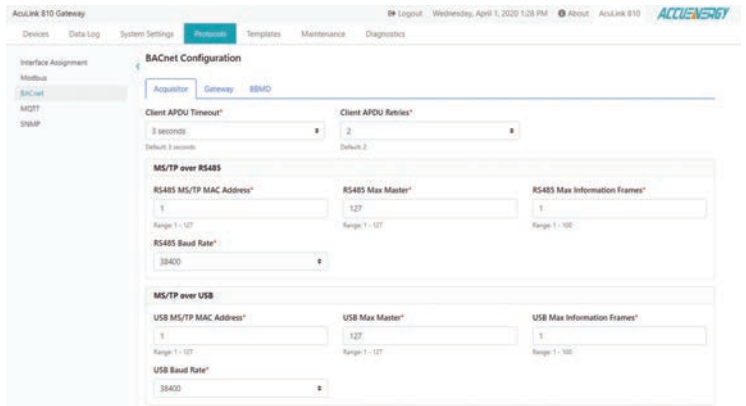 AcuLink 810 Gateway Logout Wednesday, April 1, 2020 1:28 PM About AcuLink 810 ACCUENERGY
Devices Data Log System Settings Protocols Templates Maintenance Diagnostics
Interface Assignment
Modbus
BACnet
MQTT
SNMP
BACnet Configuration
Acquisitor Gateway BBMD
Client APDU Timeout* Client APDU Retries*
3 seconds 2
Default: 3 seconds Default: 2
MS/TP over RS485
RS485 MS/TP MAC Address* RS485 Max Master* RS485 Max Information Frames*
1 127 1
Range: 1 - 127 Range: 1 - 127 Range: 1 - 100
RS485 Baud Rate*
38400
MS/TP over USB
USB MS/TP MAC Address* USB Max Master* USB Max Information Frames*
1 127 1
Range: 1 - 127 Range: 1 - 127 Range: 1 - 100
USB Baud Rate*
38400